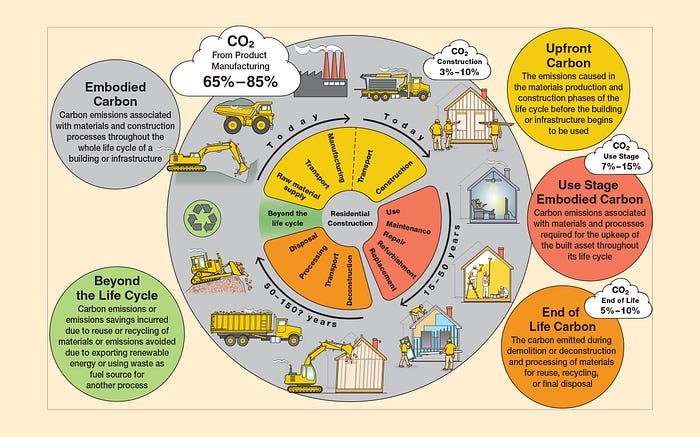 CO₂
From Product
Manufacturing
65%–85%
CO₂
Construction
3%–10%
Upfront
Carbon
The emissions caused in
the materials production and
construction phases of the
life cycle before the building
or infrastructure begins
to be used
Embodied
Carbon
Carbon emissions associated
with materials and construction
processes throughout the
whole life cycle of a
building or infrastructure
Today
Today
Raw material
supply
Transport
Manufacturing
Transport
Construction
CO₂
Use Stage
7%–15%
Use Stage
Embodied Carbon
Carbon emissions associated
with materials and processes
required for the upkeep of
the built asset throughout
its life cycle
Beyond the
life cycle
Residential
Construction
Use
Maintenance
Repair
Refurbishment
Replacement
15–50 years
Disposal
Processing
Transport
Deconstruction
50–150? years
Beyond
the Life Cycle
Carbon emissions or
emissions savings incurred
due to reuse or recycling of
materials or emissions avoided
due to exporting renewable
energy or using waste as
fuel source for
another process
CO₂
End of Life
5%–10%
End of
Life Carbon
The carbon emitted during
demolition or deconstruction
and processing of materials
for reuse, recycling,
or final disposal